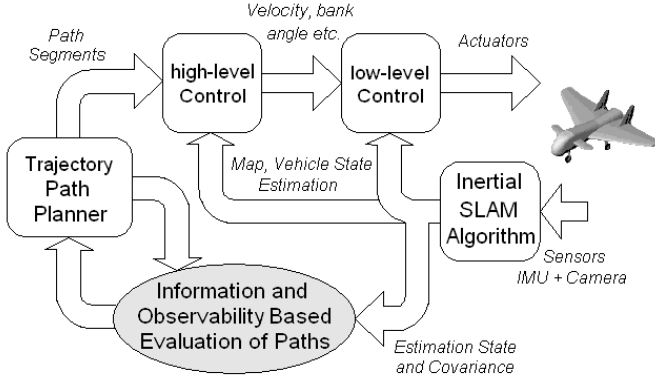 Path
Segments
Velocity, bank
angle etc.
Actuators
high-level
Control
low-level
Control
Trajectory
Path
Planner
Map, Vehicle State
Estimation
Inertial
SLAM
Algorithm
Sensors
IMU + Camera
Information and
Observability Based
Evaluation of Paths
Estimation State
and Covariance